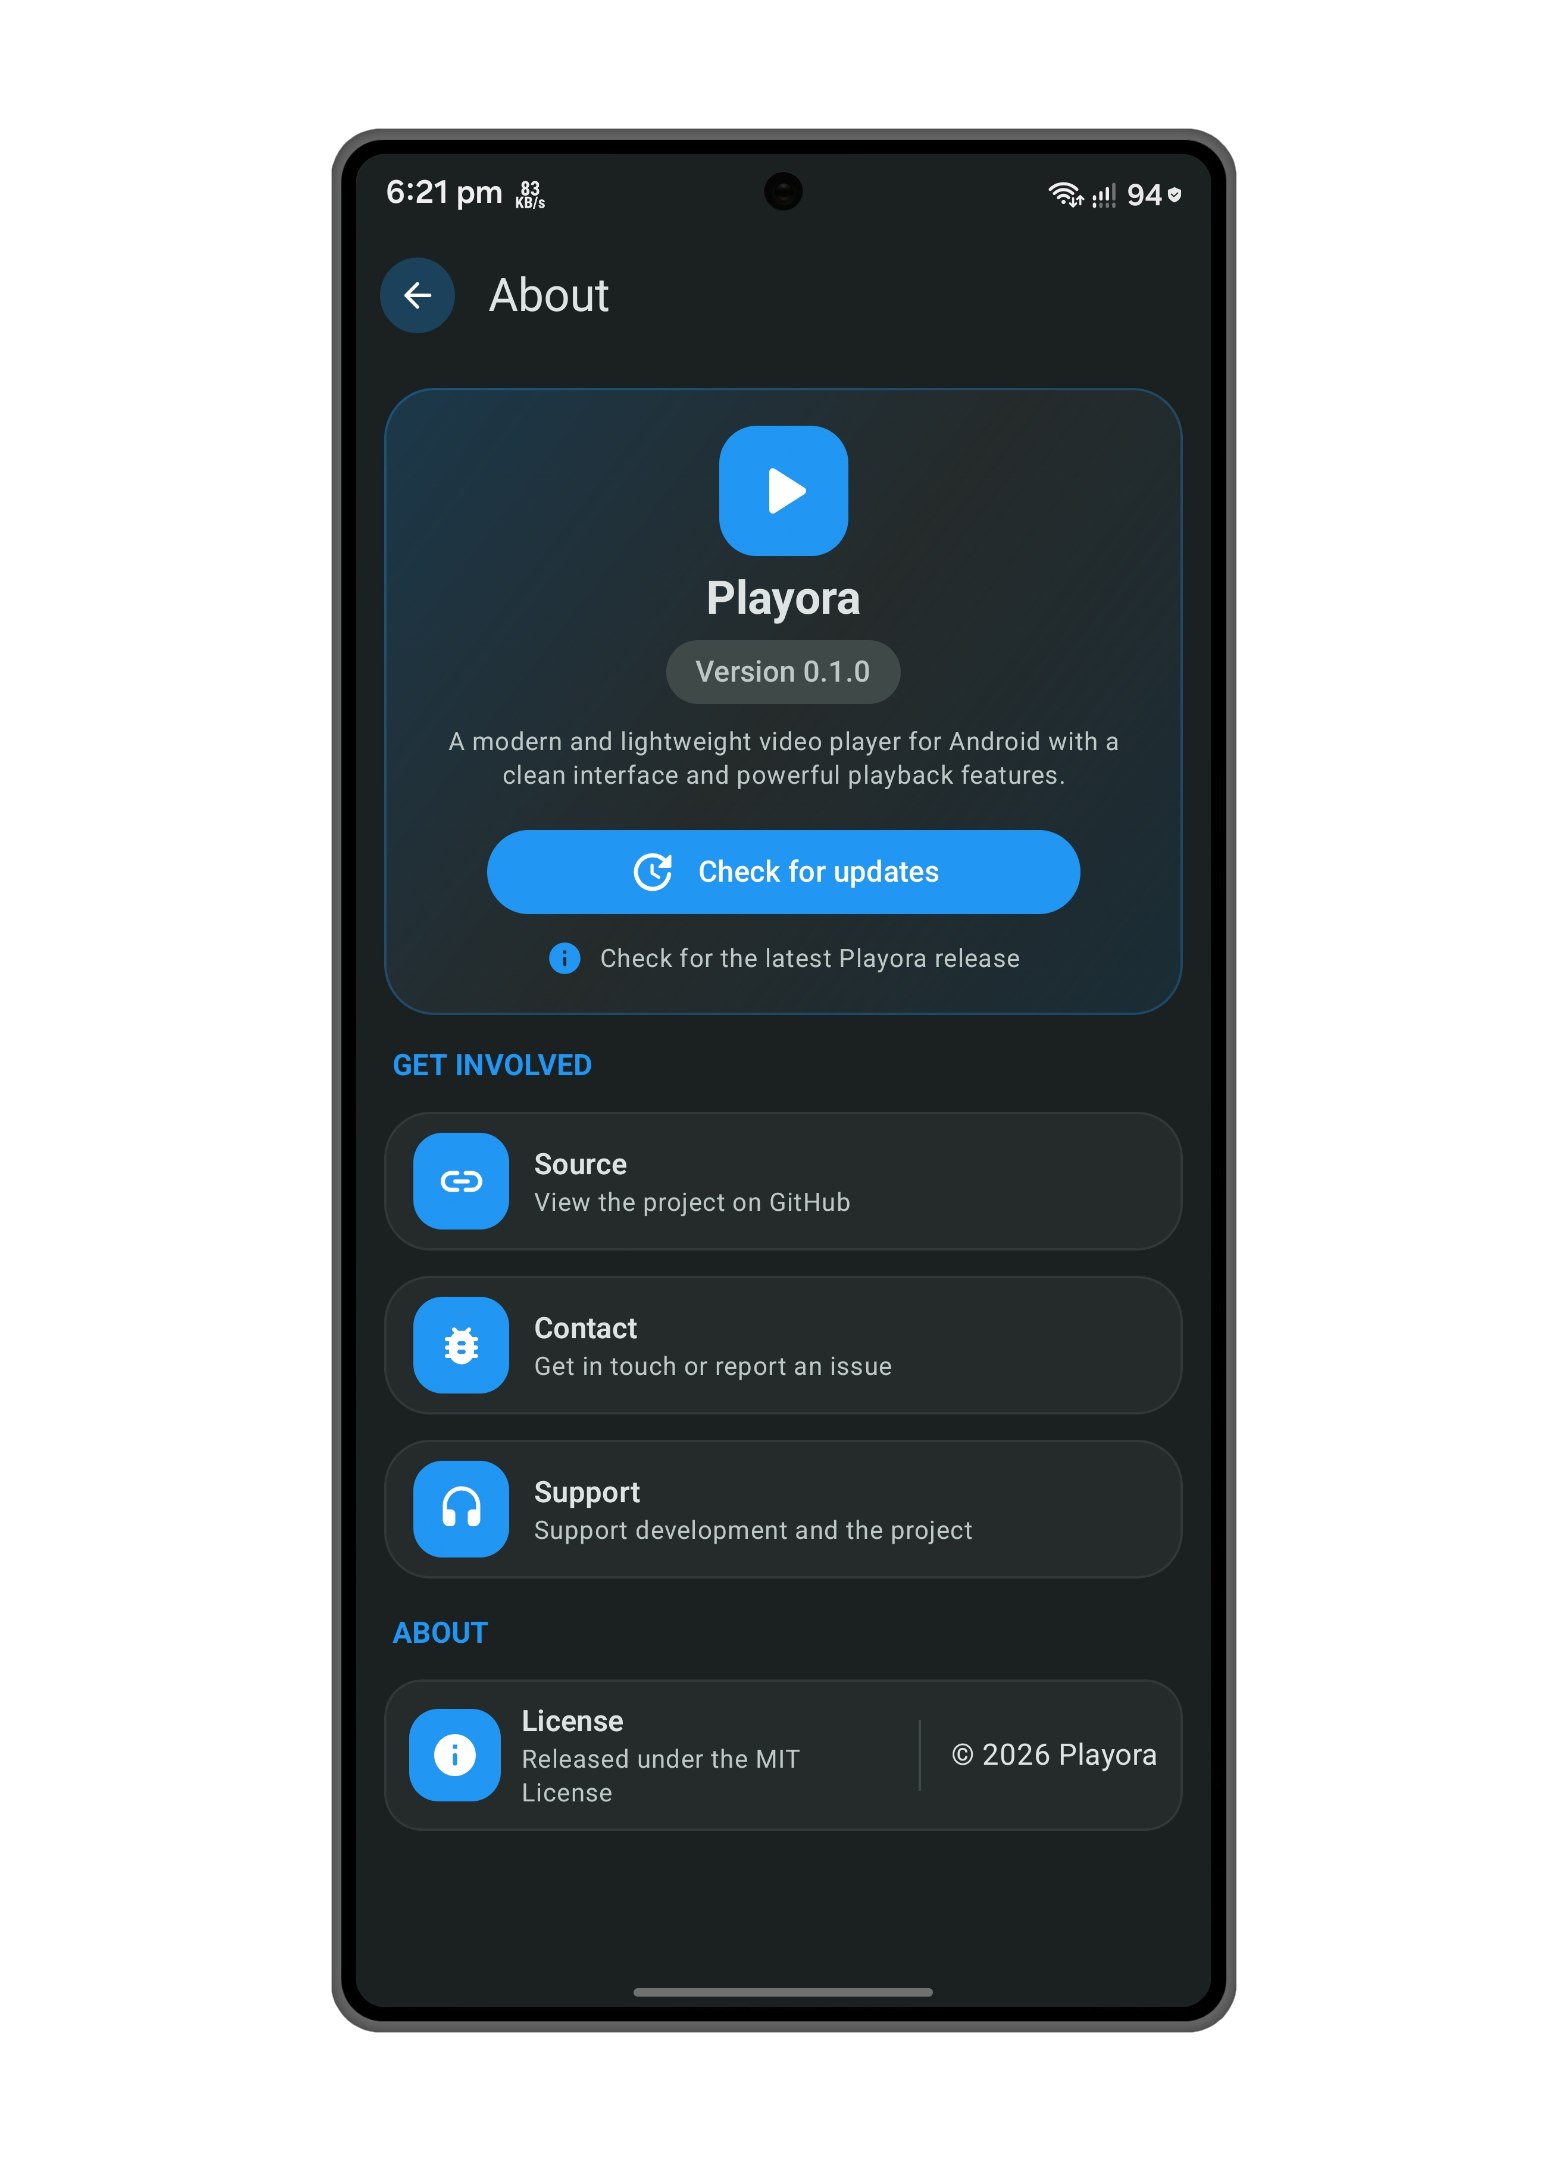 6:21 pm 83 KB/s 94
About
Playora
Version 0.1.0
A modern and lightweight video player for Android with a
clean interface and powerful playback features.
Check for updates
Check for the latest Playora release
GET INVOLVED
Source
View the project on GitHub
Contact
Get in touch or report an issue
Support
Support development and the project
ABOUT
License
Released under the MIT
License
© 2026 Playora